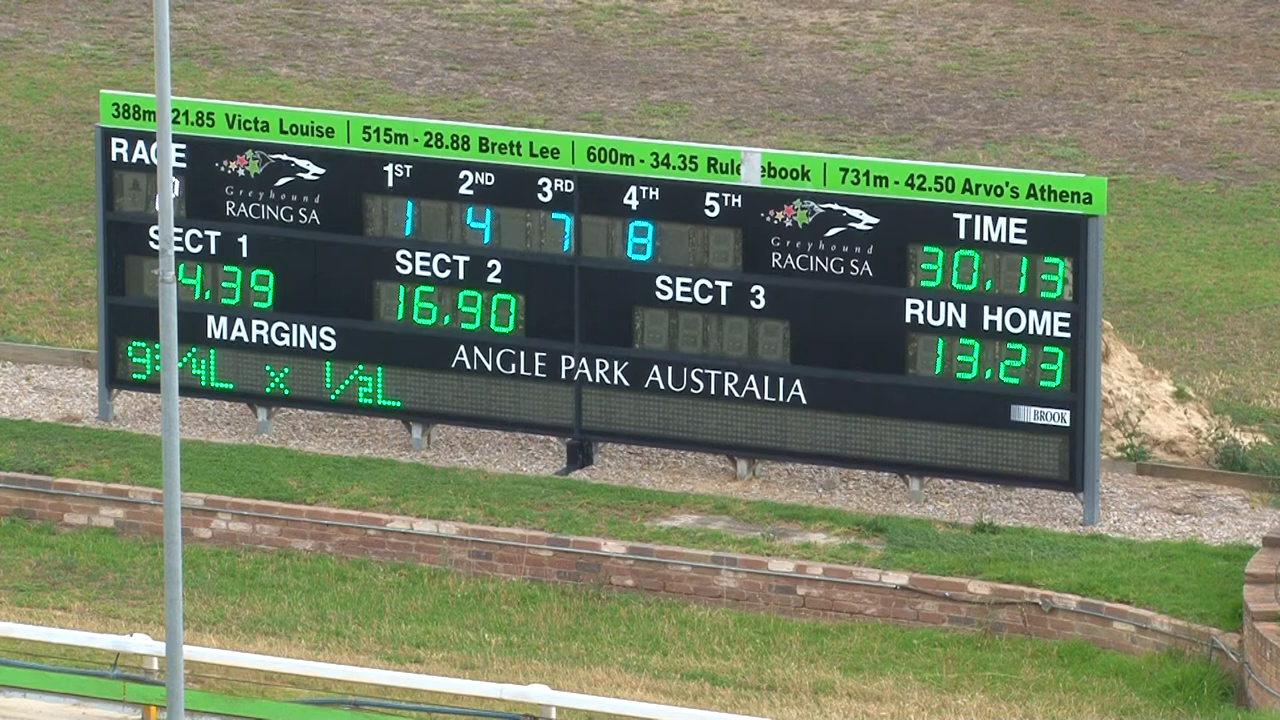 388m 21.85 Victa Louise | 515m - 28.88 Brett Lee | 600m - 34.35 Rule ebook | 731m - 42.50 Arvo's Athena
RACE
Greyhound
RACING SA
1ST 2ND 3RD 4TH 5TH
1 4 7 8
Greyhound
RACING SA
TIME
30.13
SECT 1
4.39
SECT 2
16.90
SECT 3
RUN HOME
13.23
MARGINS
ANGLE PARK AUSTRALIA
x 1/2L
BROOK